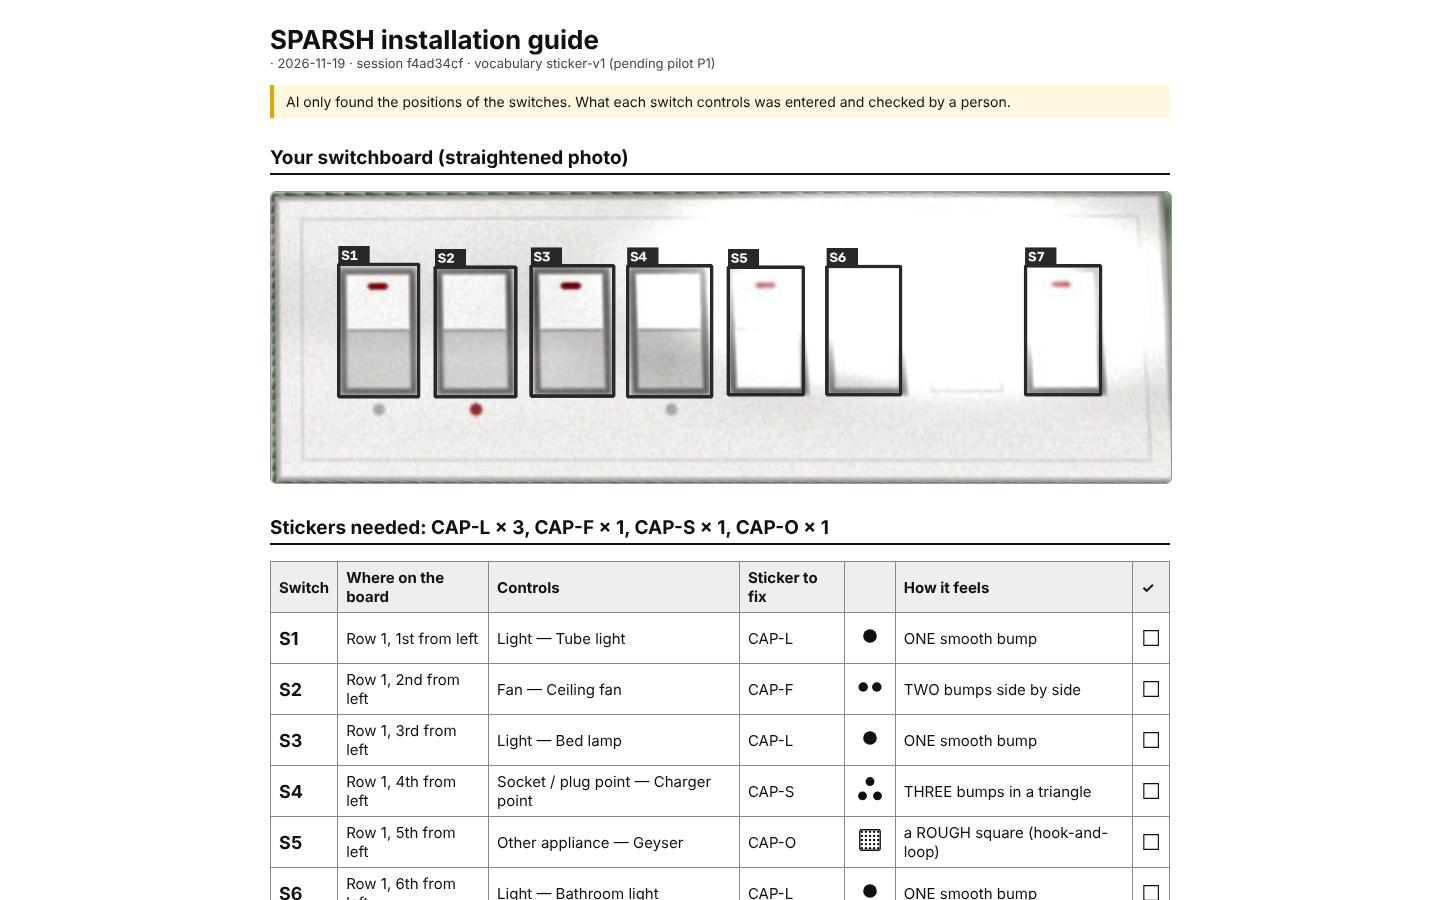 SPARSH installation guide
· 2026-11-19 · session f4ad34cf · vocabulary sticker-v1 (pending pilot P1)
AI only found the positions of the switches. What each switch controls was entered and checked by a person.
Your switchboard (straightened photo)
S1 S2 S3 S4 S5 S6 S7
Stickers needed: CAP-L × 3, CAP-F × 1, CAP-S × 1, CAP-O × 1
Switch Where on the board Controls Sticker to fix How it feels ✓
S1 Row 1, 1st from left Light — Tube light CAP-L ONE smooth bump
S2 Row 1, 2nd from left Fan — Ceiling fan CAP-F TWO bumps side by side
S3 Row 1, 3rd from left Light — Bed lamp CAP-L ONE smooth bump
S4 Row 1, 4th from left Socket / plug point — Charger point CAP-S THREE bumps in a triangle
S5 Row 1, 5th from left Other appliance — Geyser CAP-O a ROUGH square (hook-and-loop)
S6 Row 1, 6th from Light — Bathroom light CAP-L ONE smooth bump